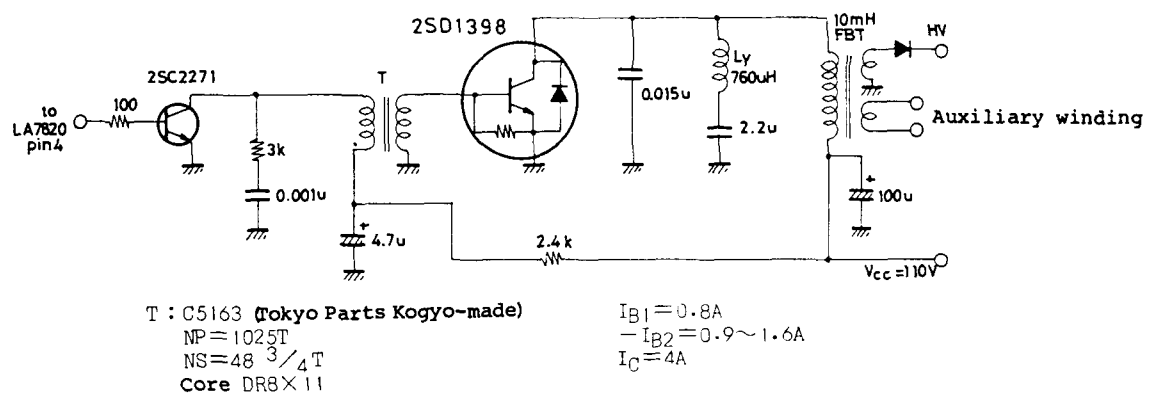 2SD1398
10mH
FBT
HV
2SC2271
T
Ly
760uH
to
LA7820
pin4
100
0.015u
2.2u
Auxiliary winding
3k
0.001u
+
100u
+
4.7u
2.4k
Vcc=110V
T : C5163 (Tokyo Parts Kogyo-made)
NP=1025T
NS=48 3/4T
Core DR8×11
IB1=0.8A
−IB2=0.9~1.6A
IC=4A